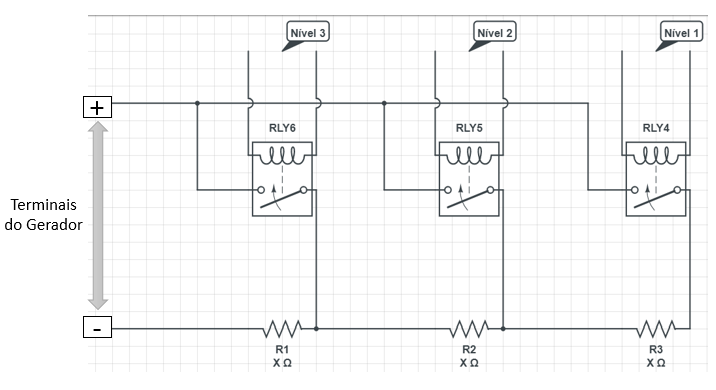 Nível 3
Nível 2
Nível 1
+
RLY6
RLY5
RLY4
Terminais
do Gerador
-
R1
X Ω
R2
X Ω
R3
X Ω